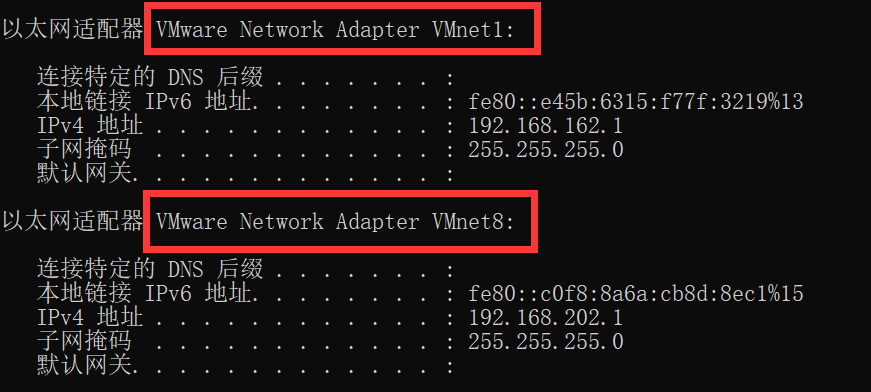 以太网适配器 VMware Network Adapter VMnet1:
连接特定的 DNS 后缀 . . . . . . . :
本地链接 IPv6 地址. . . . . . . . : fe80::e45b:6315:f77f:3219%13
IPv4 地址 . . . . . . . . . . . . : 192.168.162.1
子网掩码  . . . . . . . . . . . . : 255.255.255.0
默认网关. . . . . . . . . . . . . :
以太网适配器 VMware Network Adapter VMnet8:
连接特定的 DNS 后缀 . . . . . . . :
本地链接 IPv6 地址. . . . . . . . : fe80::c0f8:8a6a:cb8d:8ec1%15
IPv4 地址 . . . . . . . . . . . . : 192.168.202.1
子网掩码  . . . . . . . . . . . . : 255.255.255.0
默认网关. . . . . . . . . . . . . :